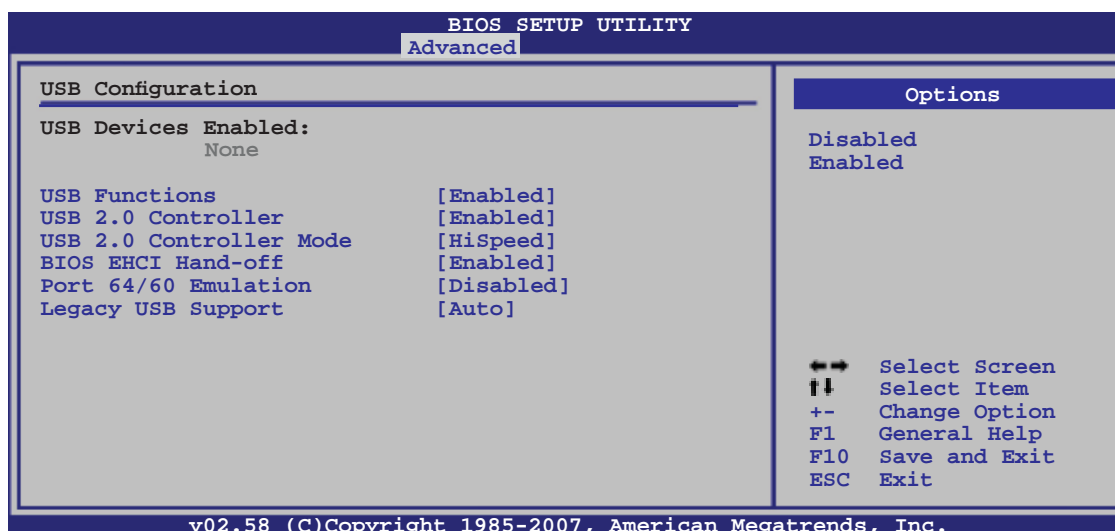 BIOS SETUP UTILITY
Advanced
USB Configuration
USB Devices Enabled:
None
USB Functions [Enabled]
USB 2.0 Controller [Enabled]
USB 2.0 Controller Mode [HiSpeed]
BIOS EHCI Hand-off [Enabled]
Port 64/60 Emulation [Disabled]
Legacy USB Support [Auto]
Options
Disabled
Enabled
←→ Select Screen
↑↓ Select Item
+- Change Option
F1 General Help
F10 Save and Exit
ESC Exit
v02.58 (C)Copyright 1985-2007, American Megatrends, Inc.